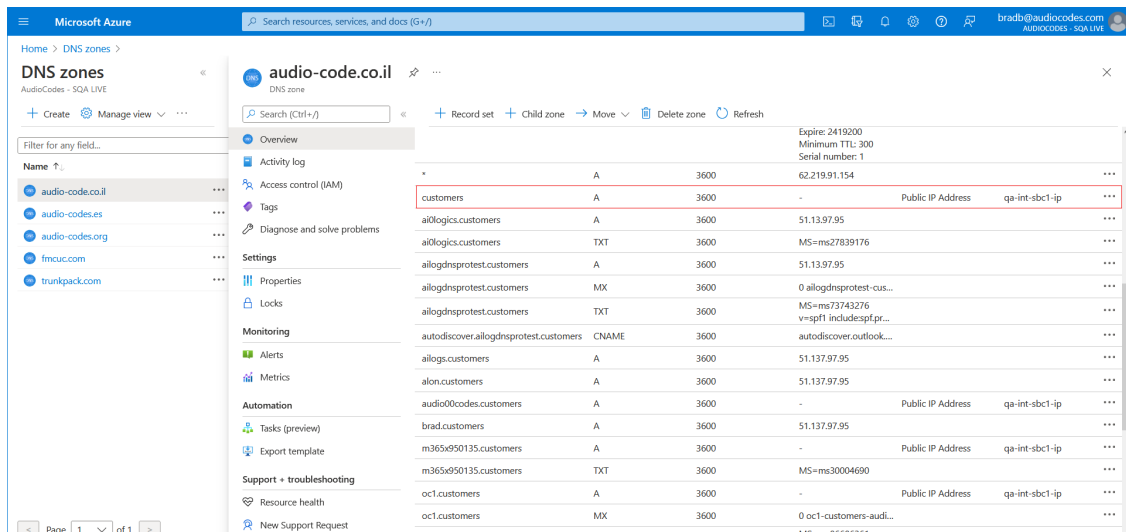 Microsoft Azure
Search resources, services, and docs (G+/)
bradb@audiocodes.com
AUDIOCODES - SQA LIVE
Home > DNS zones >
DNS zones
AudioCodes - SQA LIVE
+ Create Manage view ···
Filter for any field...
Name ↑
audio-code.co.il ···
audio-codes.es ···
audio-codes.org ···
fmcuc.com ···
trunkpack.com ···
< Page 1 of 1 >
DNS
audio-code.co.il ···
DNS zone
Search (Ctrl+/)
Overview
Activity log
Access control (IAM)
Tags
Diagnose and solve problems
Settings
Properties
Locks
Monitoring
Alerts
Metrics
Automation
Tasks (preview)
Export template
Support + troubleshooting
Resource health
New Support Request
+ Record set + Child zone → Move Delete zone Refresh
Expire: 2419200
Minimum TTL: 300
Serial number: 1
* A 3600 62.219.91.154 ···
customers A 3600 - Public IP Address qa-int-sbc1-ip ···
ai0logics.customers A 3600 51.13.97.95 ···
ai0logics.customers TXT 3600 MS=ms27839176 ···
ailogdnsprotest.customers A 3600 51.13.97.95 ···
ailogdnsprotest.customers MX 3600 0 ailogdnsprotest-cus... ···
ailogdnsprotest.customers TXT 3600 MS=ms73743276 ···
v=spf1 include:spf.pr...
autodiscover.ailogdnsprotest.customers CNAME 3600 autodiscover.outlook.... ···
ailogs.customers A 3600 51.137.97.95 ···
alon.customers A 3600 51.137.97.95 ···
audio00codes.customers A 3600 - Public IP Address qa-int-sbc1-ip ···
brad.customers A 3600 51.137.97.95 ···
m365x950135.customers A 3600 - Public IP Address qa-int-sbc1-ip ···
m365x950135.customers TXT 3600 MS=ms30004690 ···
oc1.customers A 3600 - Public IP Address qa-int-sbc1-ip ···
oc1.customers MX 3600 0 oc1-customers-audi... ···